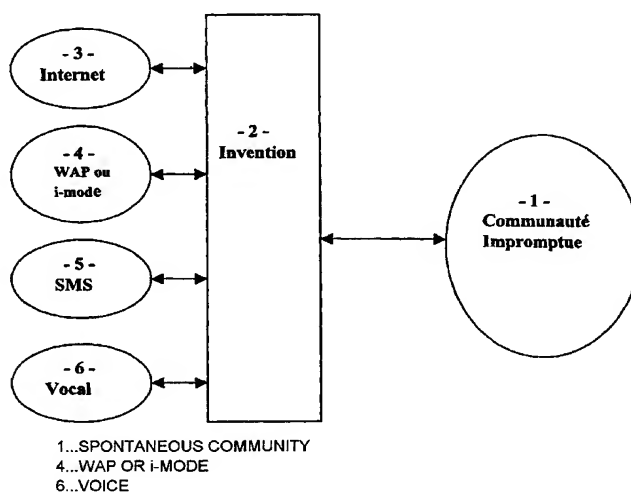 - 3 -
Internet
- 4 -
WAP ou
i-mode
- 5 -
SMS
- 6 -
Vocal
- 2 -
Invention
- 1 -
Communauté
Impromptue
1...SPONTANEOUS COMMUNITY
4...WAP OR i-MODE
6...VOICE